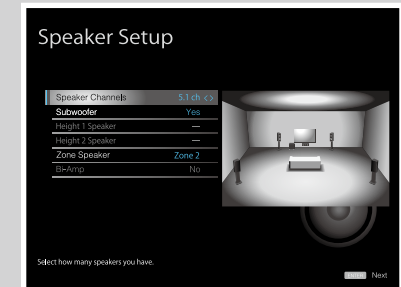 Speaker Setup
Speaker Channels 5.1 ch <>
Subwoofer Yes
Height 1 Speaker —
Height 2 Speaker —
Zone Speaker Zone 2
Bi-Amp No
Select how many speakers you have.
ENTER Next